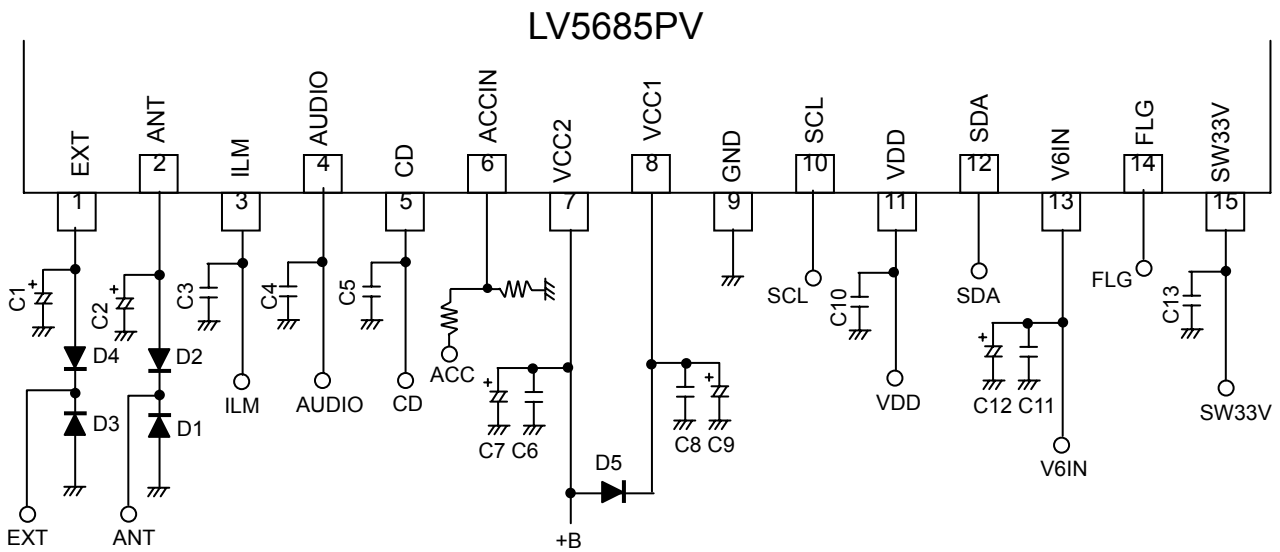 LV5685PV
EXT
ANT
ILM
AUDIO
CD
ACCIN
VCC2
VCC1
GND
SCL
VDD
SDA
V6IN
FLG
SW33V
1
2
3
4
5
6
7
8
9
10
11
12
13
14
15
C1
+
C2
+
C3
C4
C5
C10
C13
SCL
SDA
FLG
D4
D2
D3
D1
ILM
AUDIO
CD
ACC
+
C7
C6
C8
+
C9
VDD
+
C12
C11
SW33V
V6IN
D5
EXT
ANT
+B